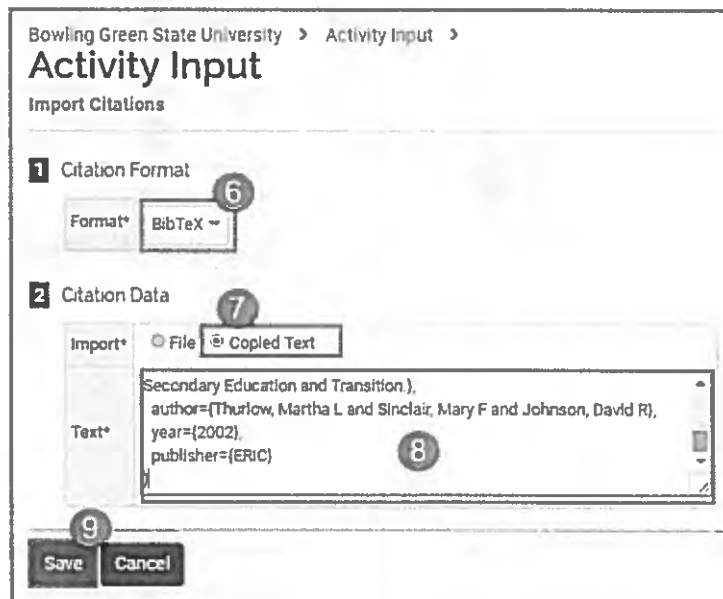 Bowling Green State University > Activity Input >
Activity Input
Import Citations
1 Citation Format
6
Format* BibTeX
2 Citation Data
7
Import* File Copied Text
Text* Secondary Education and Transition.},
author={Thurlow, Martha L and Sinclair, Mary F and Johnson, David R},
year={2002},
publisher={ERIC}
}
8
9
Save Cancel